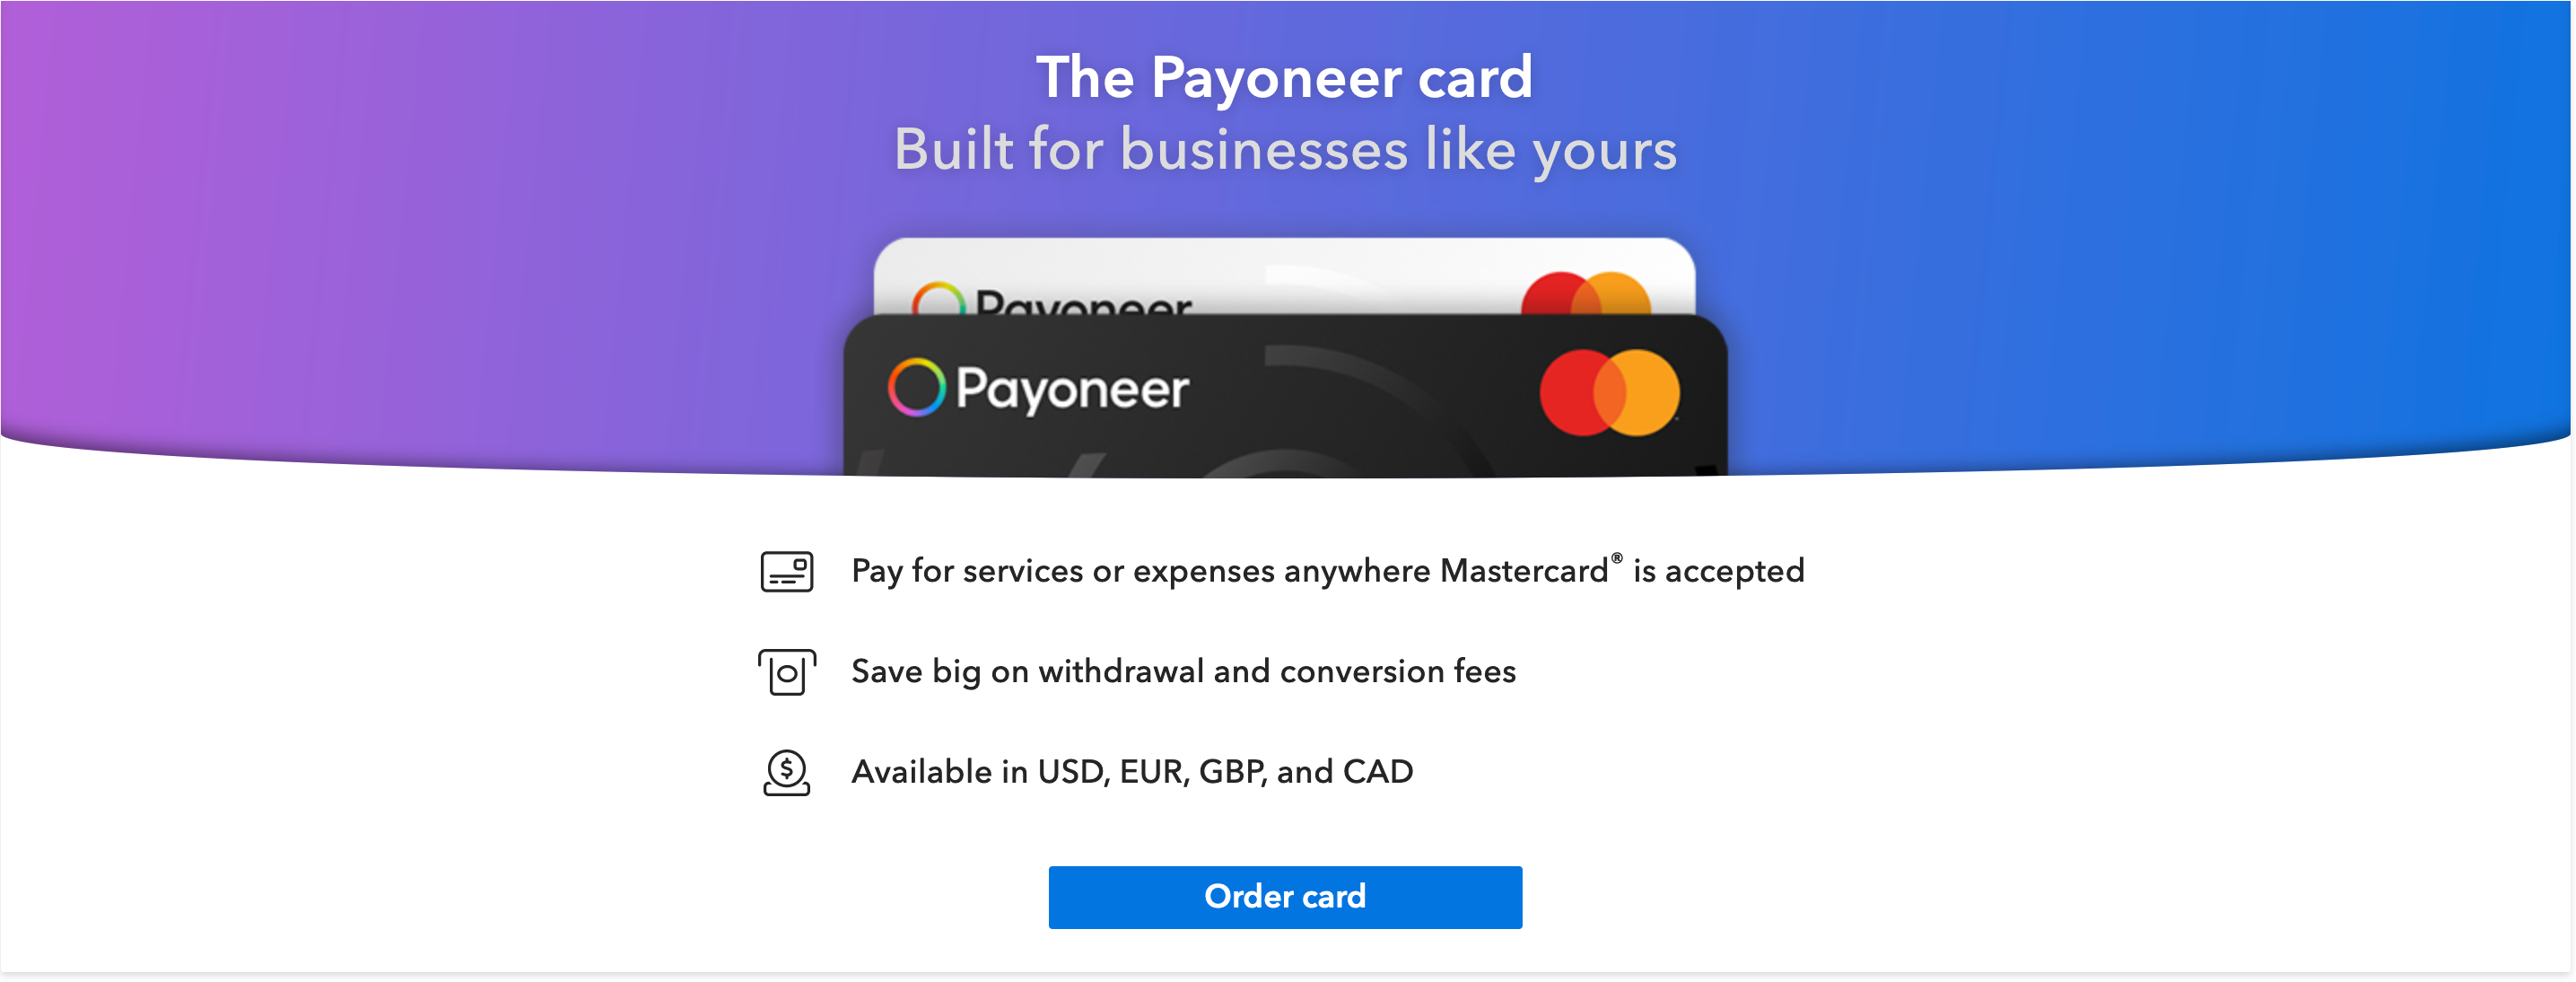 The Payoneer card
Built for businesses like yours
Payoneer
Payoneer
Pay for services or expenses anywhere Mastercard® is accepted
Save big on withdrawal and conversion fees
$
Available in USD, EUR, GBP, and CAD
Order card